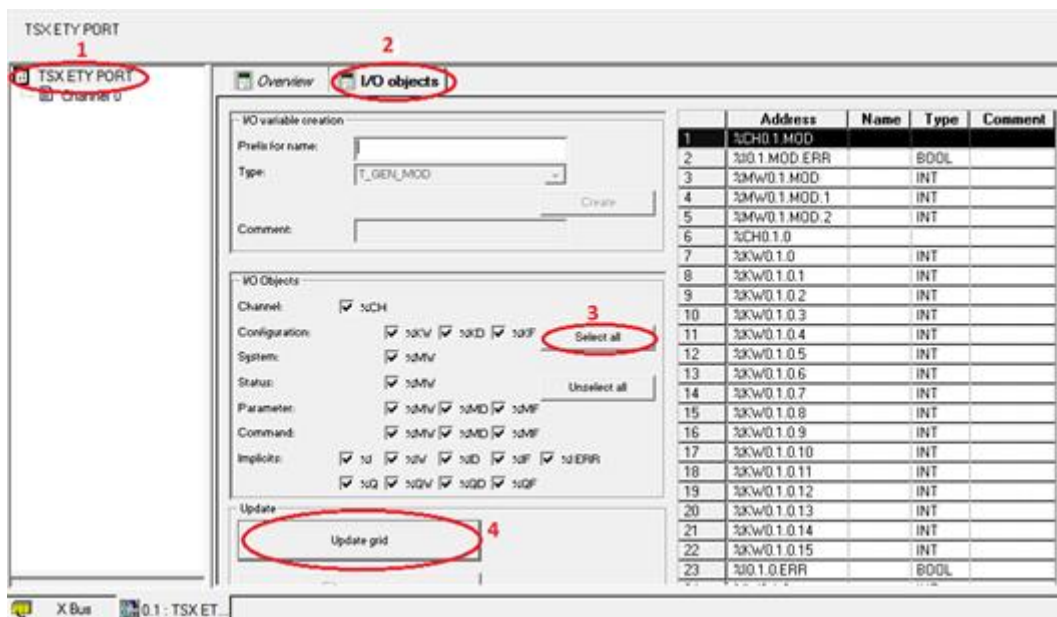 TSX ETY PORT
1
TSX ETY PORT
Channel 0
2
Overview
I/O objects
I/O variable creation
Prefix for name:
Type:
T_GEN_MOD
Create
Comment:
I/O Objects
Channel: %CH
Configuration: %KW %KD %KF
3
Select all
System: %MW
Status: %MW
Unselect all
Parameter: %MW %MD %MF
Command: %MW %MD %MF
Implicits: %I %IW %ID %IF %I ERR
%Q %QW %QD %QF
Update
Update grid
4
Address Name Type Comment
1 %CH0.1.MOD
2 %I0.1.MOD.ERR BOOL
3 %MW0.1.MOD INT
4 %MW0.1.MOD.1 INT
5 %MW0.1.MOD.2 INT
6 %CH0.1.0
7 %KW0.1.0 INT
8 %KW0.1.0.1 INT
9 %KW0.1.0.2 INT
10 %KW0.1.0.3 INT
11 %KW0.1.0.4 INT
12 %KW0.1.0.5 INT
13 %KW0.1.0.6 INT
14 %KW0.1.0.7 INT
15 %KW0.1.0.8 INT
16 %KW0.1.0.9 INT
17 %KW0.1.0.10 INT
18 %KW0.1.0.11 INT
19 %KW0.1.0.12 INT
20 %KW0.1.0.13 INT
21 %KW0.1.0.14 INT
22 %KW0.1.0.15 INT
23 %I0.1.0.ERR BOOL
X Bus
0.1 : TSX ET...